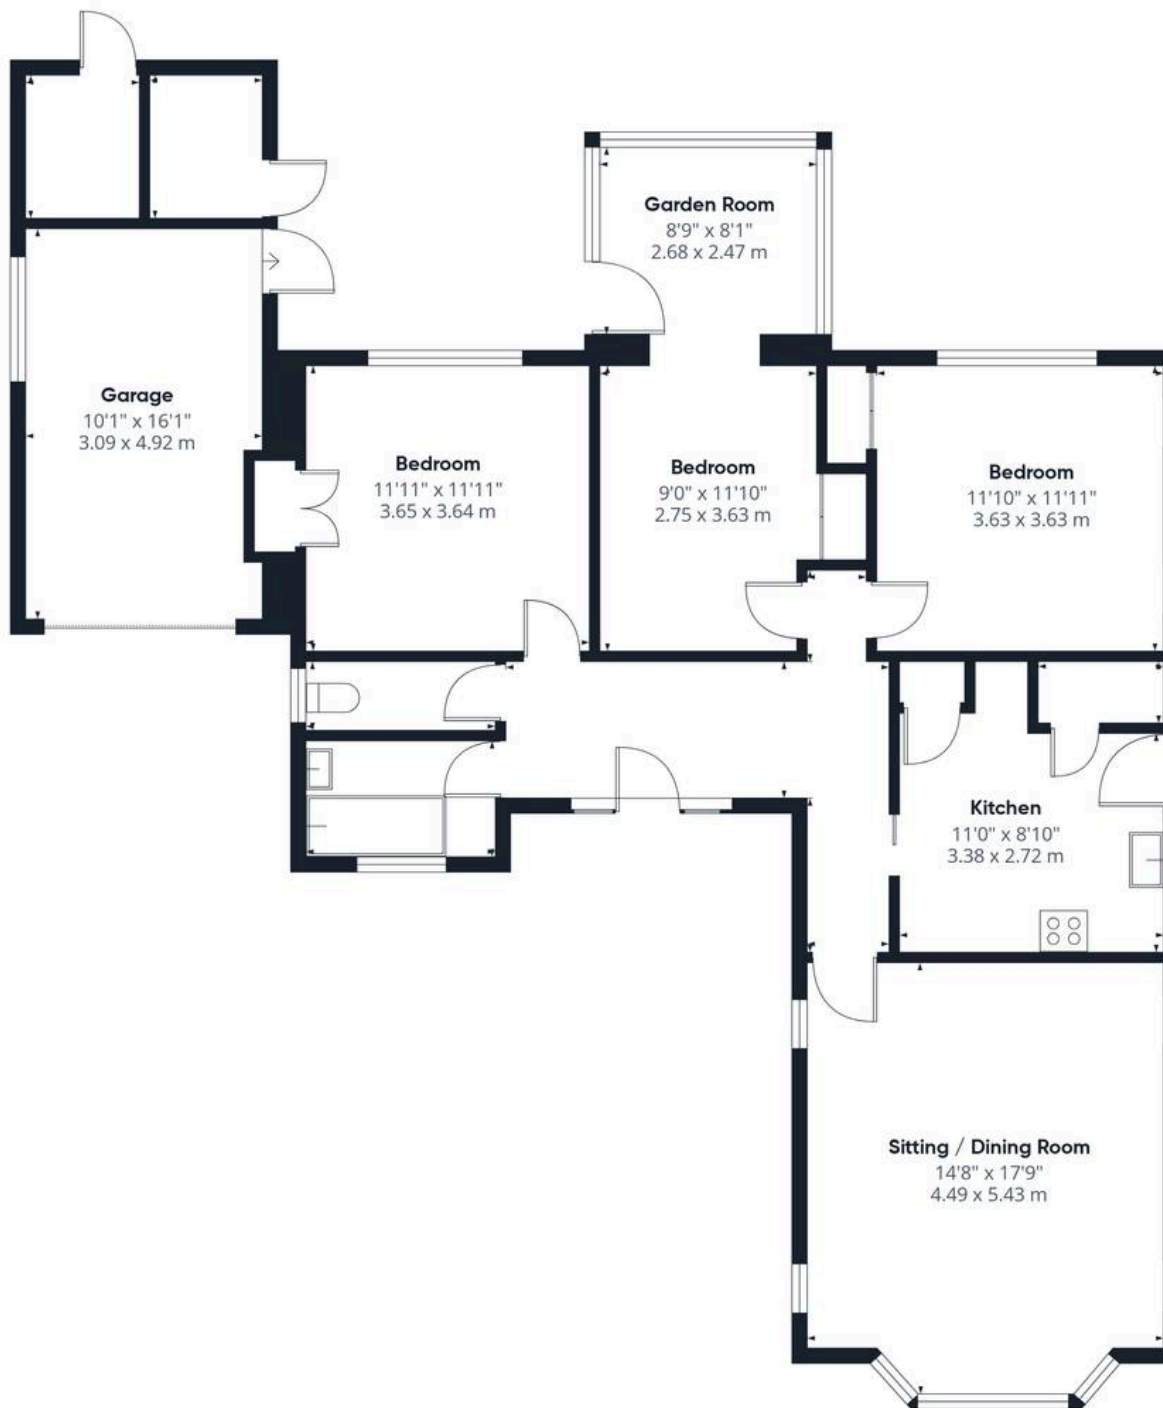 Garden Room
8'9" x 8'1"
2.68 x 2.47 m
Garage
10'1" x 16'1"
3.09 x 4.92 m
Bedroom
11'11" x 11'11"
3.65 x 3.64 m
Bedroom
9'0" x 11'10"
2.75 x 3.63 m
Bedroom
11'10" x 11'11"
3.63 x 3.63 m
Kitchen
11'0" x 8'10"
3.38 x 2.72 m
Sitting / Dining Room
14'8" x 17'9"
4.49 x 5.43 m